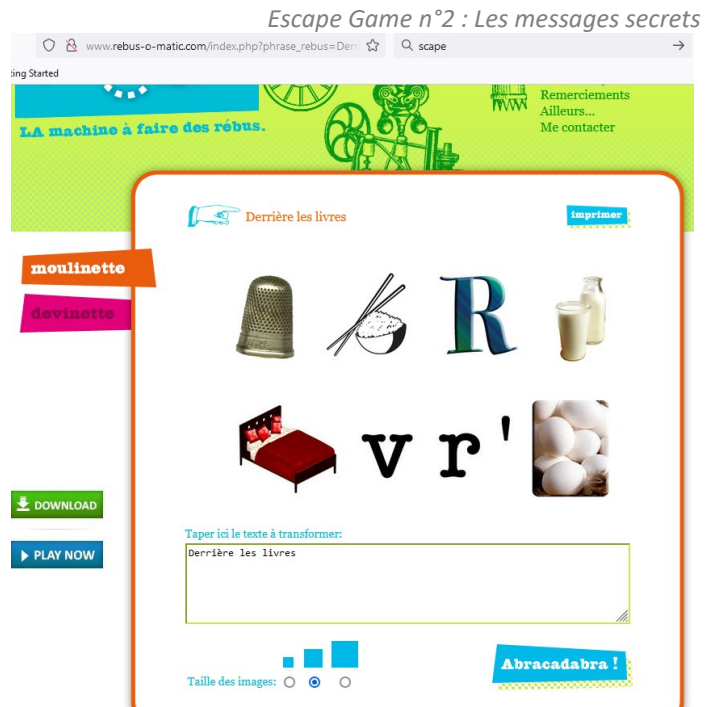 Escape Game n°2 : Les messages secrets
www.rebus-o-matic.com/index.php?phrase_rebus=Derr
scape
ting Started
LA machine à faire des rébus.
Remerciements
Ailleurs...
Me contacter
Derrière les livres
imprimer
moulinette
devinette
R
v r'
DOWNLOAD
PLAY NOW
Taper ici le texte à transformer:
Derrière les livres
Taille des images:
Abracadabra !